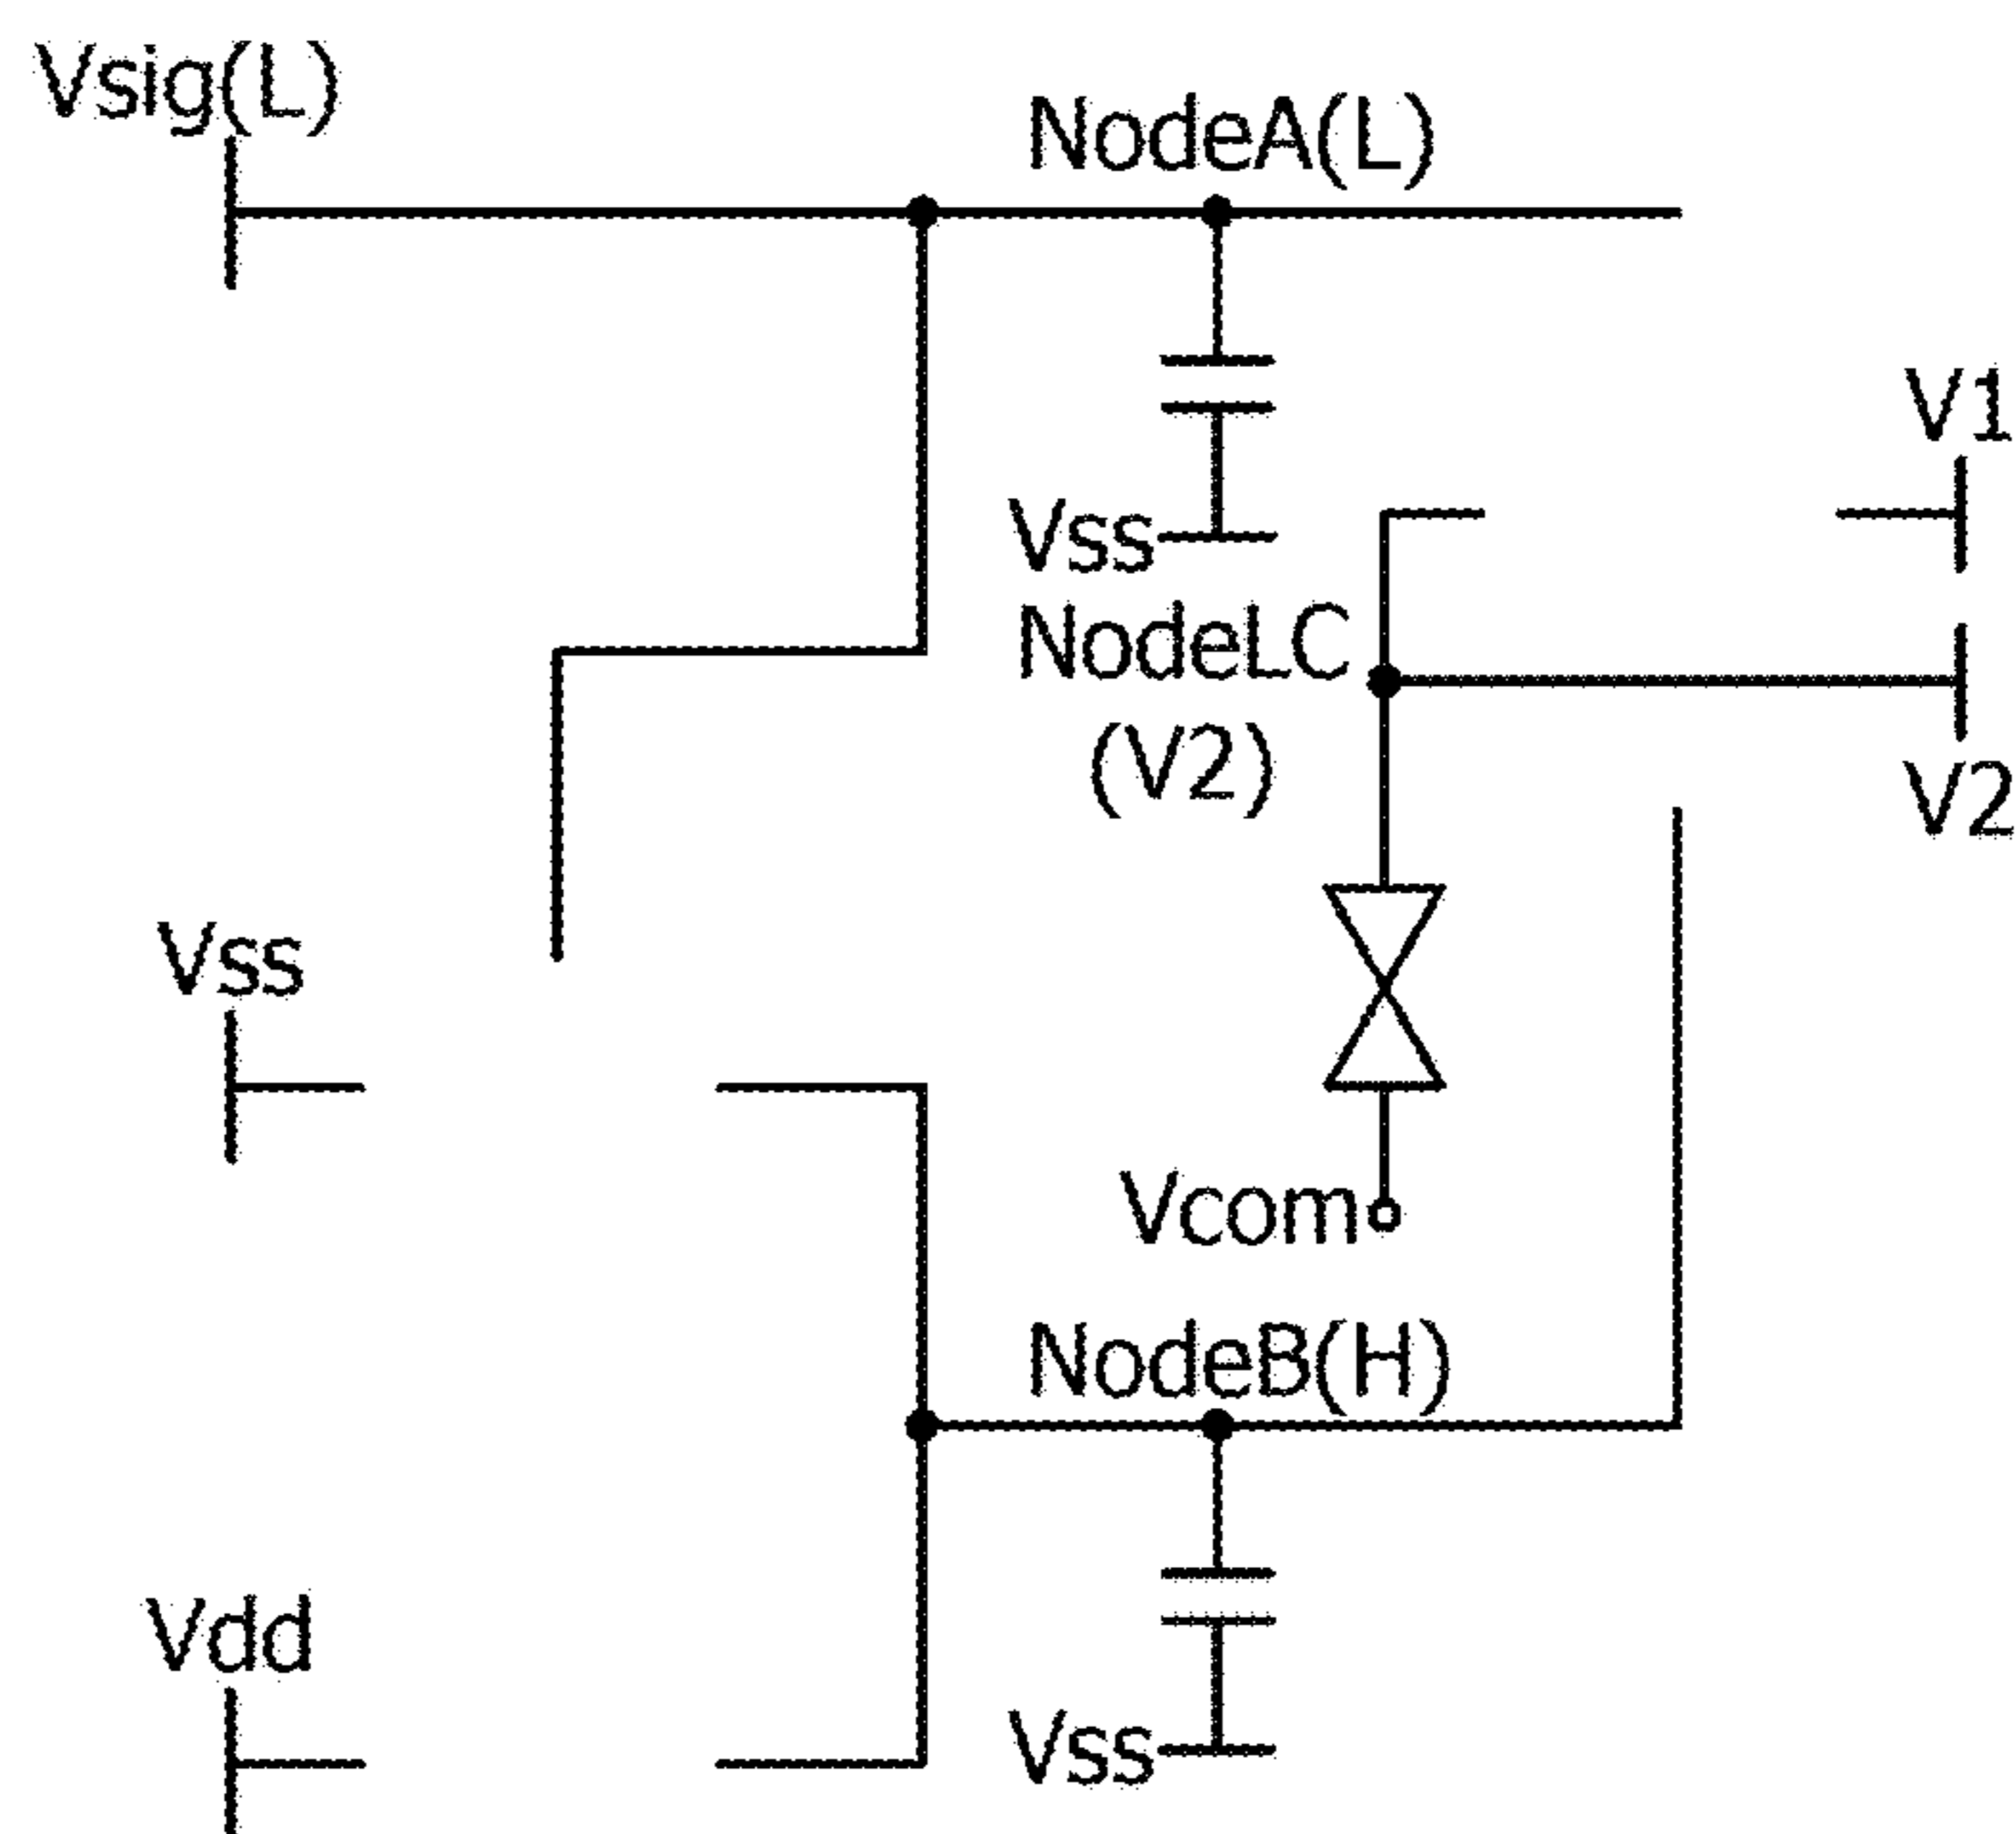 Vsig(L)
NodeA(L)
V1
Vss
NodeLC
(V2)
V2
Vss
Vcom
NodeB(H)
Vdd
Vss